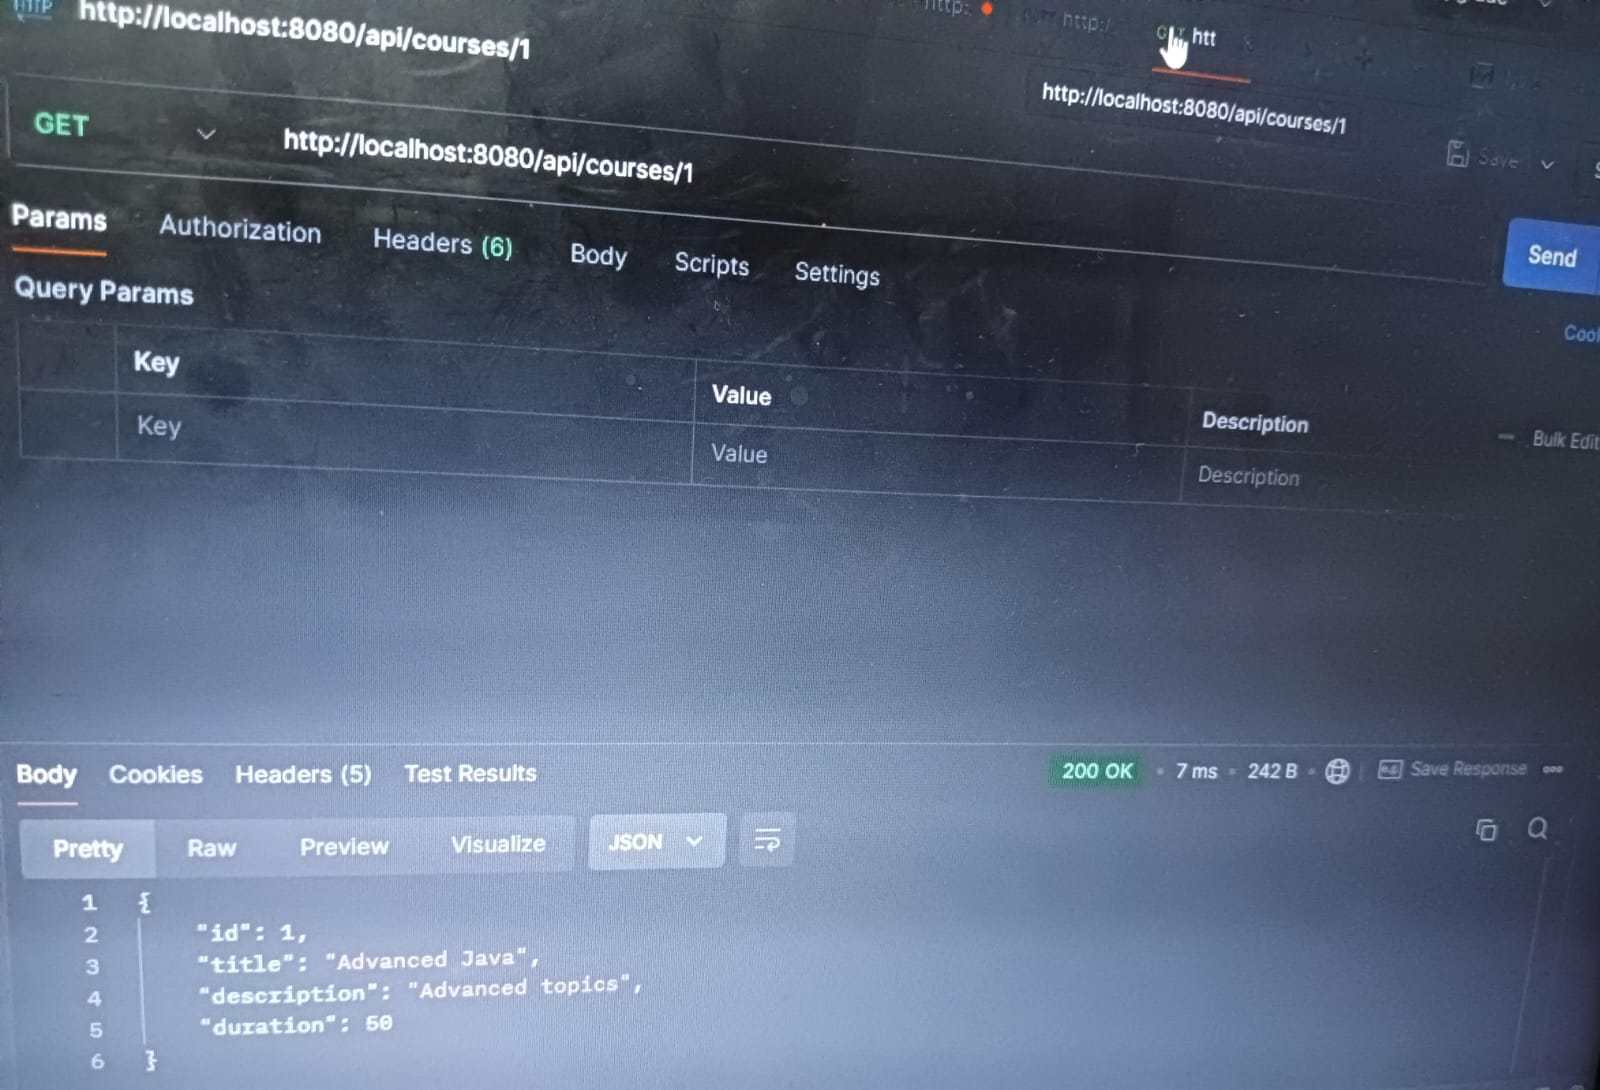 HTTP http://localhost:8080/api/courses/1
http:
http:/
htt
http://localhost:8080/api/courses/1
Save
GET http://localhost:8080/api/courses/1
Send
Params Authorization Headers (6) Body Scripts Settings
Query Params
Key Value Description Bulk Edit
Key Value Description
Body Cookies Headers (5) Test Results 200 OK 7 ms 242 B Save Response
Pretty Raw Preview Visualize JSON
1 {
2 "id": 1,
3 "title": "Advanced Java",
4 "description": "Advanced topics",
5 "duration": 50
6 }